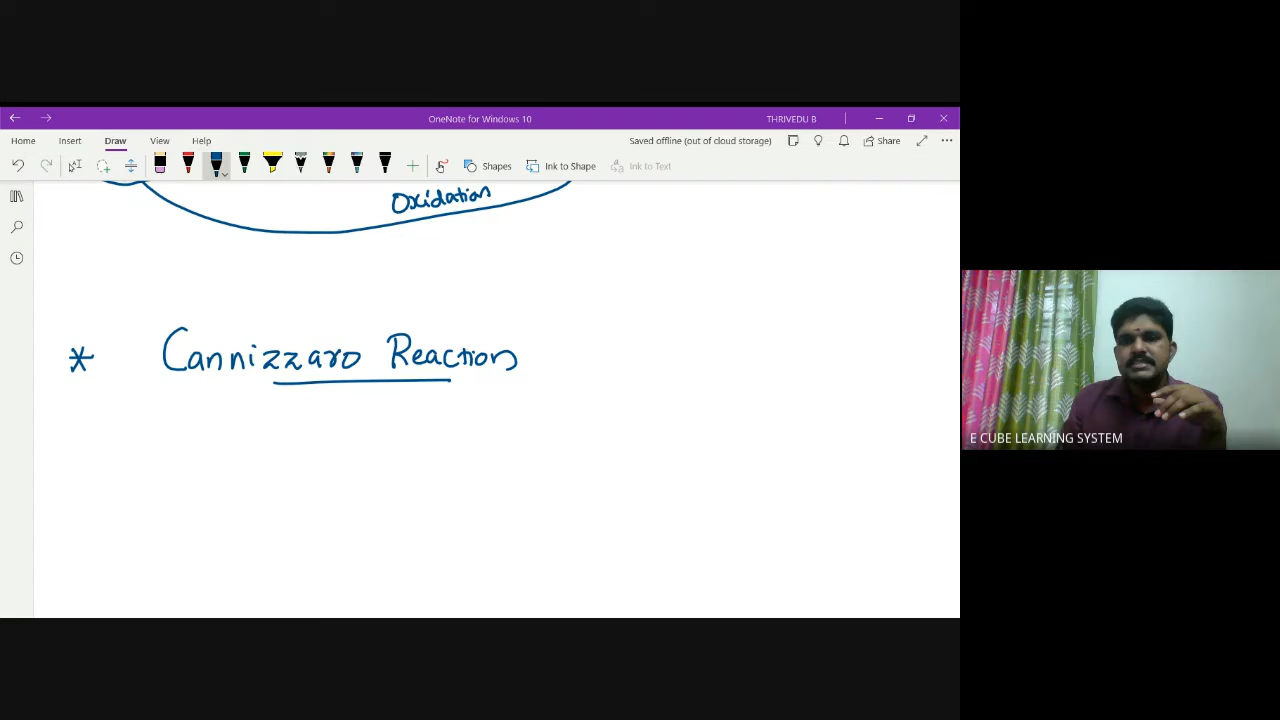 OneNote for Windows 10
THRIVEDU B
Home Insert Draw View Help
Saved offline (out of cloud storage)
Share
Shapes
Ink to Shape
Ink to Text
Oxidation
* Cannizzaro Reaction
E CUBE LEARNING SYSTEM